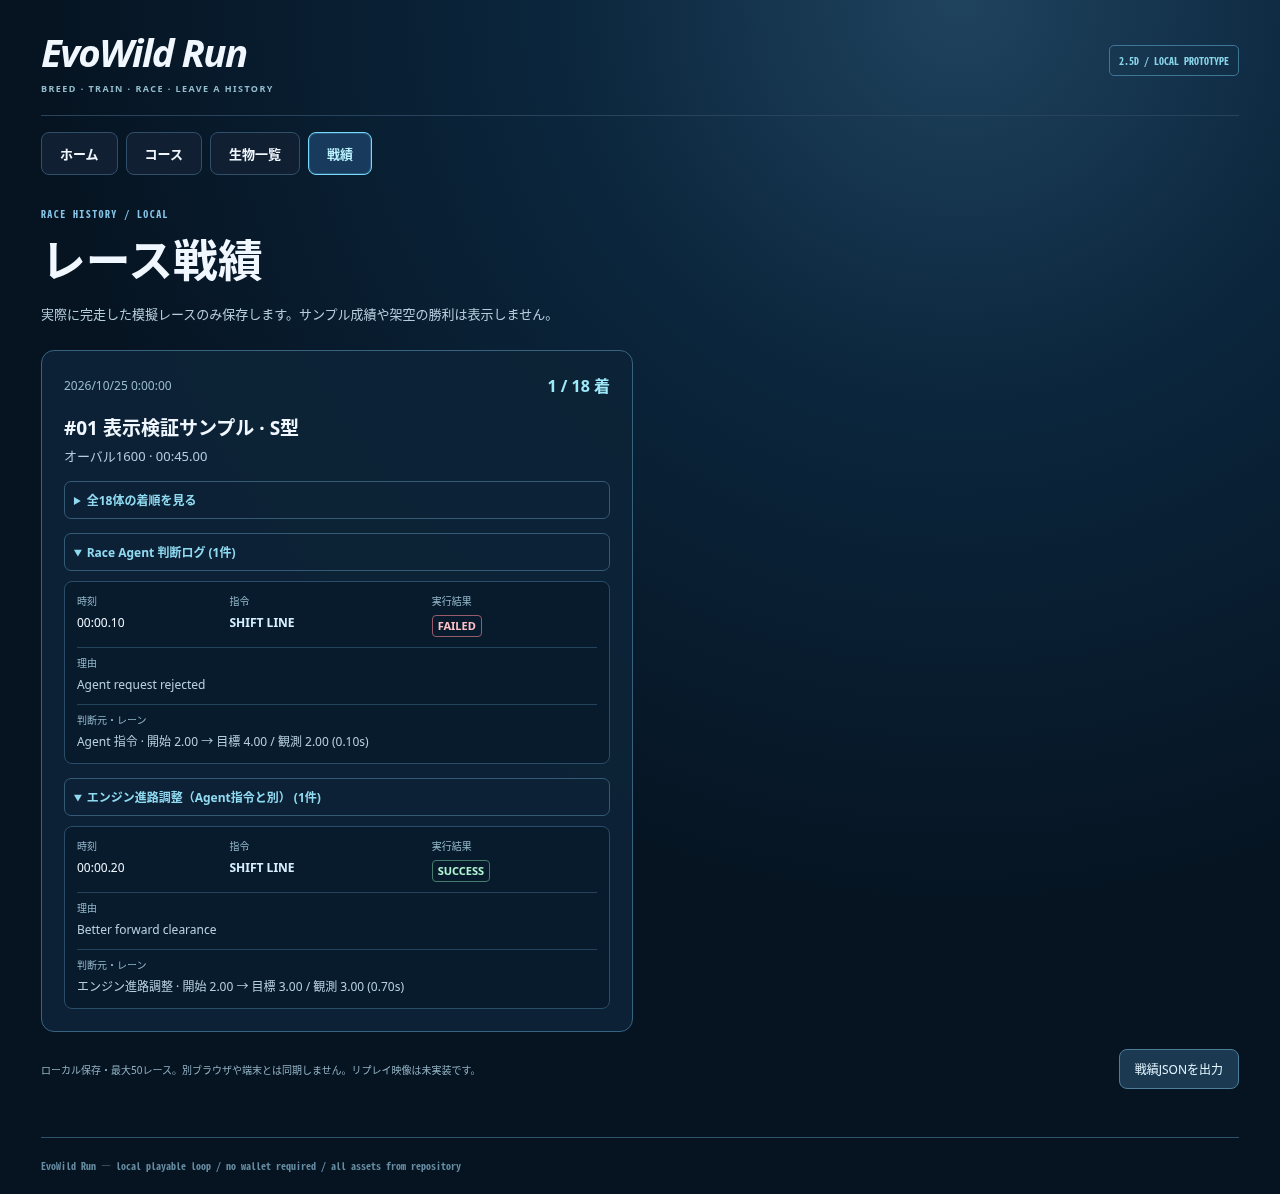 EvoWild Run
BREED · TRAIN · RACE · LEAVE A HISTORY
2.5D / LOCAL PROTOTYPE
ホーム
コース
生物一覧
戦績
RACE HISTORY / LOCAL
レース戦績
実際に完走した模擬レースのみ保存します。サンプル成績や架空の勝利は表示しません。
2026/10/25 0:00:00
1 / 18 着
#01 表示検証サンプル · S型
オーバル1600 · 00:45.00
▶ 全18体の着順を見る
▼ Race Agent 判断ログ (1件)
時刻 指令 実行結果
00:00.10 SHIFT LINE FAILED
理由
Agent request rejected
判断元・レーン
Agent 指令 · 開始 2.00 → 目標 4.00 / 観測 2.00 (0.10s)
▼ エンジン進路調整（Agent指令と別） (1件)
時刻 指令 実行結果
00:00.20 SHIFT LINE SUCCESS
理由
Better forward clearance
判断元・レーン
エンジン進路調整 · 開始 2.00 → 目標 3.00 / 観測 3.00 (0.70s)
ローカル保存・最大50レース。別ブラウザや端末とは同期しません。リプレイ映像は未実装です。
戦績JSONを出力
EvoWild Run — local playable loop / no wallet required / all assets from repository